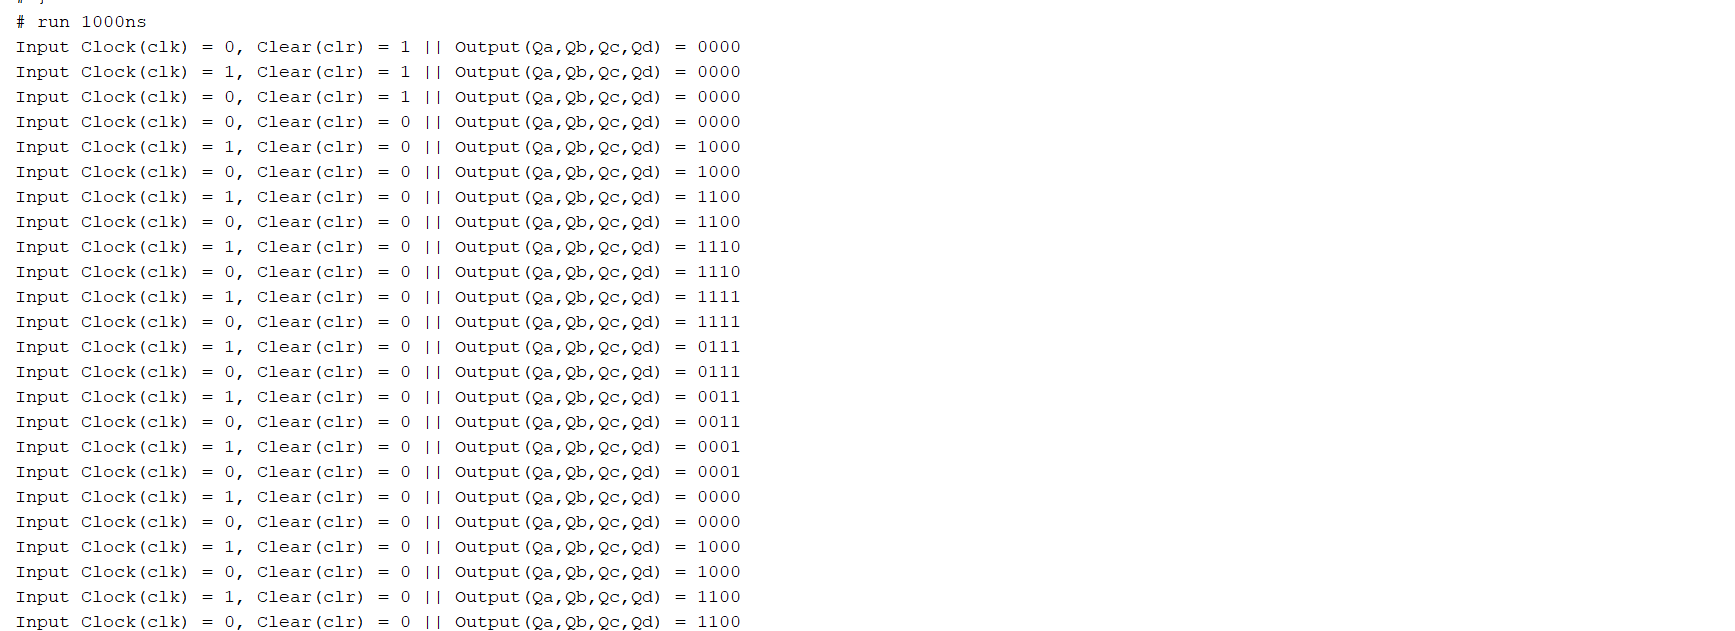 # run 1000ns
Input Clock(clk) = 0, Clear(clr) = 1 || Output(Qa,Qb,Qc,Qd) = 0000
Input Clock(clk) = 1, Clear(clr) = 1 || Output(Qa,Qb,Qc,Qd) = 0000
Input Clock(clk) = 0, Clear(clr) = 1 || Output(Qa,Qb,Qc,Qd) = 0000
Input Clock(clk) = 0, Clear(clr) = 0 || Output(Qa,Qb,Qc,Qd) = 0000
Input Clock(clk) = 1, Clear(clr) = 0 || Output(Qa,Qb,Qc,Qd) = 1000
Input Clock(clk) = 0, Clear(clr) = 0 || Output(Qa,Qb,Qc,Qd) = 1000
Input Clock(clk) = 1, Clear(clr) = 0 || Output(Qa,Qb,Qc,Qd) = 1100
Input Clock(clk) = 0, Clear(clr) = 0 || Output(Qa,Qb,Qc,Qd) = 1100
Input Clock(clk) = 1, Clear(clr) = 0 || Output(Qa,Qb,Qc,Qd) = 1110
Input Clock(clk) = 0, Clear(clr) = 0 || Output(Qa,Qb,Qc,Qd) = 1110
Input Clock(clk) = 1, Clear(clr) = 0 || Output(Qa,Qb,Qc,Qd) = 1111
Input Clock(clk) = 0, Clear(clr) = 0 || Output(Qa,Qb,Qc,Qd) = 1111
Input Clock(clk) = 1, Clear(clr) = 0 || Output(Qa,Qb,Qc,Qd) = 0111
Input Clock(clk) = 0, Clear(clr) = 0 || Output(Qa,Qb,Qc,Qd) = 0111
Input Clock(clk) = 1, Clear(clr) = 0 || Output(Qa,Qb,Qc,Qd) = 0011
Input Clock(clk) = 0, Clear(clr) = 0 || Output(Qa,Qb,Qc,Qd) = 0011
Input Clock(clk) = 1, Clear(clr) = 0 || Output(Qa,Qb,Qc,Qd) = 0001
Input Clock(clk) = 0, Clear(clr) = 0 || Output(Qa,Qb,Qc,Qd) = 0001
Input Clock(clk) = 1, Clear(clr) = 0 || Output(Qa,Qb,Qc,Qd) = 0000
Input Clock(clk) = 0, Clear(clr) = 0 || Output(Qa,Qb,Qc,Qd) = 0000
Input Clock(clk) = 1, Clear(clr) = 0 || Output(Qa,Qb,Qc,Qd) = 1000
Input Clock(clk) = 0, Clear(clr) = 0 || Output(Qa,Qb,Qc,Qd) = 1000
Input Clock(clk) = 1, Clear(clr) = 0 || Output(Qa,Qb,Qc,Qd) = 1100
Input Clock(clk) = 0, Clear(clr) = 0 || Output(Qa,Qb,Qc,Qd) = 1100